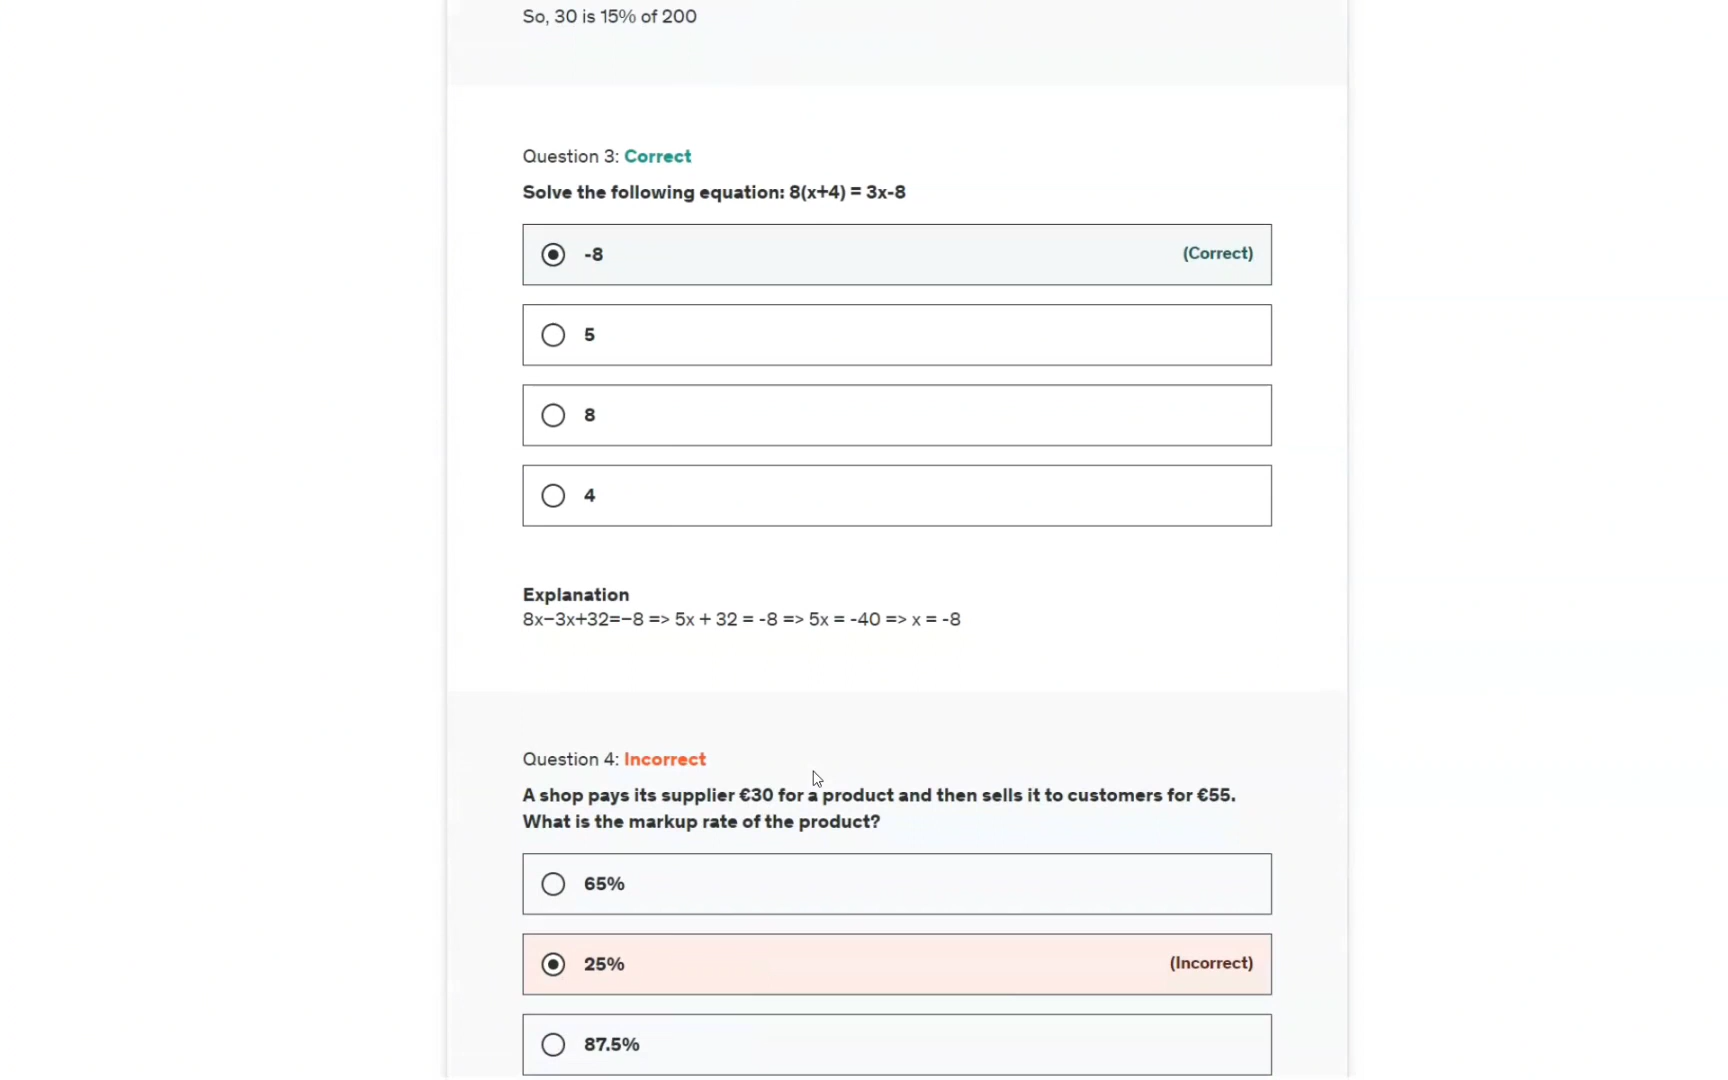 So, 30 is 15% of 200
Question 3: Correct
Solve the following equation: 8(x+4) = 3x-8
-8
(Correct)
5
8
4
Explanation
8x−3x+32=−8 => 5x + 32 = -8 => 5x = -40 => x = -8
Question 4: Incorrect
A shop pays its supplier €30 for a product and then sells it to customers for €55.
What is the markup rate of the product?
65%
25%
(Incorrect)
87.5%